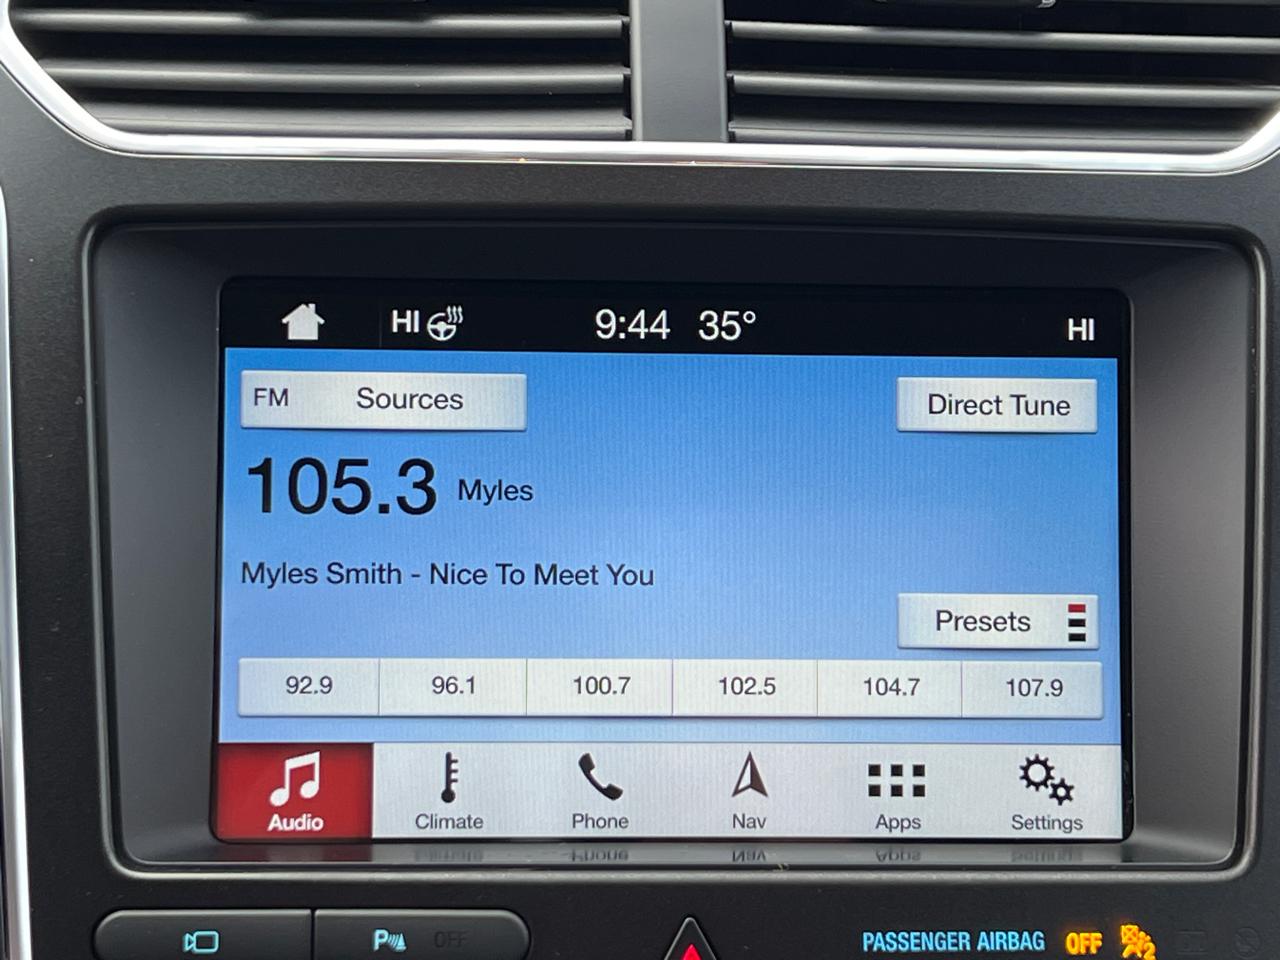 HI 9:44 35° HI
FM Sources Direct Tune
105.3 Myles
Myles Smith - Nice To Meet You
Presets
92.9 96.1 100.7 102.5 104.7 107.9
Audio Climate Phone Nav Apps Settings
P OFF PASSENGER AIRBAG OFF 2